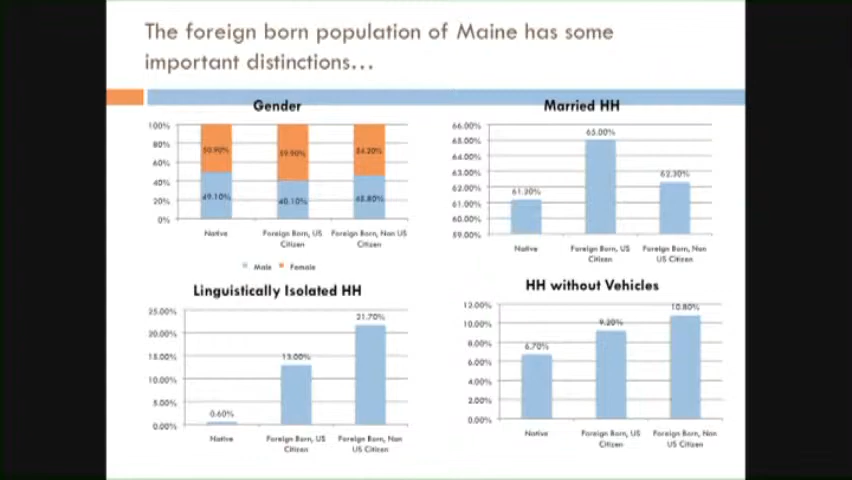 The foreign born population of Maine has some
important distinctions…
Gender
100%
80%
60%
40%
20%
0%
50.90%
59.90%
54.20%
49.10%
40.10%
45.80%
Native
Foreign Born, US
Citizen
Foreign Born, Non US
Citizen
Male
Female
Married HH
66.00%
65.00%
64.00%
63.00%
62.00%
61.00%
60.00%
59.00%
61.20%
65.00%
62.30%
Native
Foreign Born, US
Citizen
Foreign Born, Non
US Citizen
Linguistically Isolated HH
25.00%
20.00%
15.00%
10.00%
5.00%
0.00%
0.60%
13.00%
21.70%
Native
Foreign Born, US
Citizen
Foreign Born, Non
US Citizen
HH without Vehicles
12.00%
10.00%
8.00%
6.00%
4.00%
2.00%
0.00%
6.70%
9.20%
10.80%
Native
Foreign Born, US
Citizen
Foreign Born, Non
US Citizen